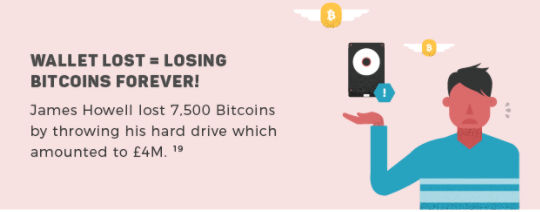 WALLET LOST = LOSING
BITCOINS FOREVER!
James Howell lost 7,500 Bitcoins
by throwing his hard drive which
amounted to £4M. ¹⁹